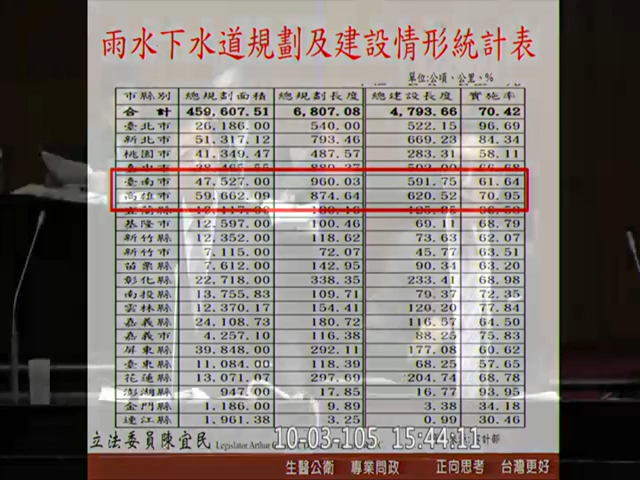 雨水下水道規劃及建設情形統計表
單位:公頃、公里、%
市縣別 總規劃面積 總規劃長度 總建設長度 實施率
合計 459,607.51 6,807.08 4,793.66 70.42
臺北市 26,186.00 540.00 522.15 96.69
新北市 51,317.12 793.46 669.23 84.34
桃園市 41,349.47 487.57 283.31 58.11
臺南市 47,527.00 960.03 591.75 61.64
高雄市 59,662.09 874.64 620.52 70.95
基隆市 12,597.00 100.46 69.11 68.79
新竹縣 12,352.00 118.62 73.63 62.07
新竹市 7,115.00 72.07 45.77 63.51
苗栗縣 7,612.00 142.95 90.34 63.20
彰化縣 22,718.00 338.35 233.41 68.98
南投縣 13,755.83 109.71 79.37 72.35
雲林縣 12,370.17 154.41 120.20 77.84
嘉義縣 24,108.73 180.72 116.57 64.50
嘉義市 4,257.10 116.38 88.25 75.83
屏東縣 39,848.00 292.11 177.08 60.62
臺東縣 11,084.00 118.39 68.25 57.65
花蓮縣 13,071.07 297.69 204.74 68.78
澎湖縣 947.00 17.85 16.77 93.95
金門縣 1,186.00 9.89 3.38 34.18
連江縣 1,961.38 3.25 0.99 30.46
立法委員陳宜民 Legislator Arthur
10-03-105 15:44:11
生醫公衛 專業問政 正向思考 台灣更好